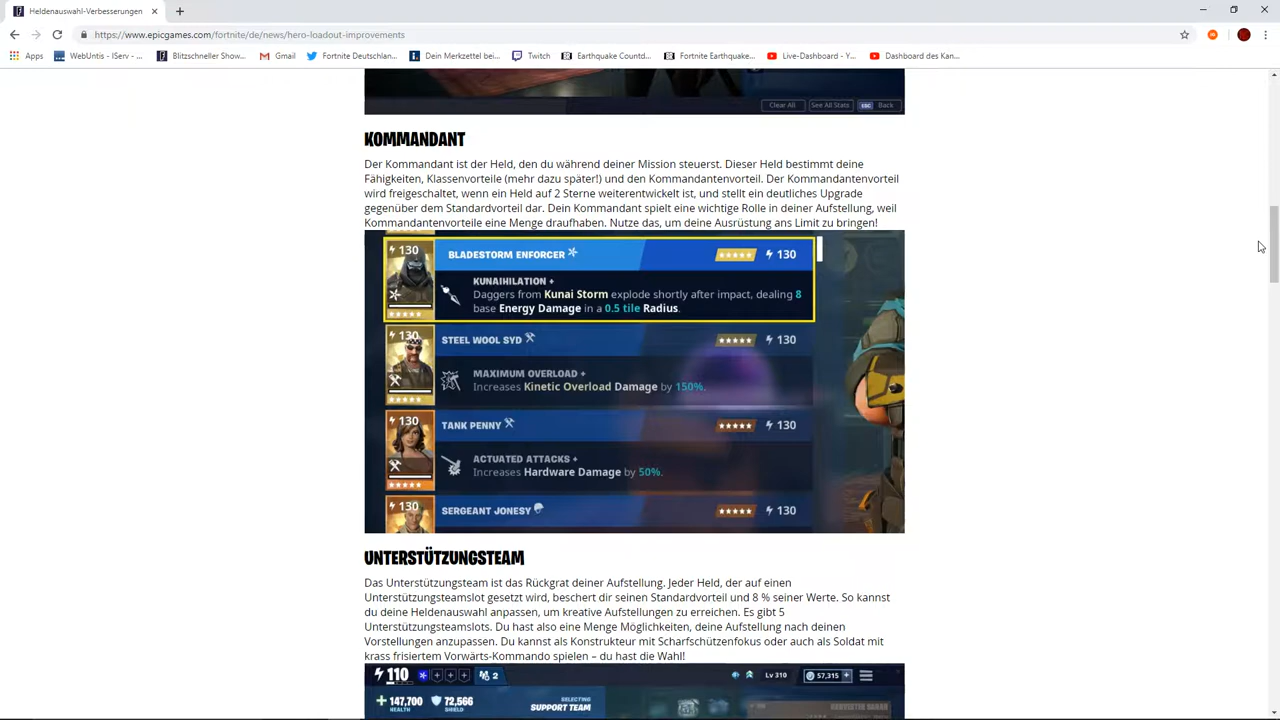 Heldenauswahl-Verbesserungen
https://www.epicgames.com/fortnite/de/news/hero-loadout-improvements
Apps
WebUntis - IServ - ...
Blitzschneller Show...
Gmail
Fortnite Deutschlan...
Dein Merkzettel bei...
Twitch
Earthquake Countd...
Fortnite Earthquake...
Live-Dashboard - Y...
Dashboard des Kan...
Clear All
See All Stats
ESC Back
KOMMANDANT
Der Kommandant ist der Held, den du während deiner Mission steuerst. Dieser Held bestimmt deine
Fähigkeiten, Klassenvorteile (mehr dazu später!) und den Kommandantenvorteil. Der Kommandantenvorteil
wird freigeschaltet, wenn ein Held auf 2 Sterne weiterentwickelt ist, und stellt ein deutliches Upgrade
gegenüber dem Standardvorteil dar. Dein Kommandant spielt eine wichtige Rolle in deiner Aufstellung, weil
Kommandantenvorteile eine Menge draufhaben. Nutze das, um deine Ausrüstung ans Limit zu bringen!
130
BLADESTORM ENFORCER
130
KUNAIHILATION +
Daggers from Kunai Storm explode shortly after impact, dealing 8
base Energy Damage in a 0.5 tile Radius.
130
STEEL WOOL SYD
130
MAXIMUM OVERLOAD +
Increases Kinetic Overload Damage by 150%.
130
TANK PENNY
130
ACTUATED ATTACKS +
Increases Hardware Damage by 50%.
130
SERGEANT JONESY
130
UNTERSTÜTZUNGSTEAM
Das Unterstützungsteam ist das Rückgrat deiner Aufstellung. Jeder Held, der auf einen
Unterstützungsteamslot gesetzt wird, beschert dir seinen Standardvorteil und 8 % seiner Werte. So kannst
du deine Heldenauswahl anpassen, um kreative Aufstellungen zu erreichen. Es gibt 5
Unterstützungsteamslots. Du hast also eine Menge Möglichkeiten, deine Aufstellung nach deinen
Vorstellungen anzupassen. Du kannst als Konstrukteur mit Scharfschützenfokus oder auch als Soldat mit
krass frisiertem Vorwärts-Kommando spielen – du hast die Wahl!
110
2
Lv 310
57,315
147,700
HEALTH
72,566
SHIELD
SELECTING
SUPPORT TEAM